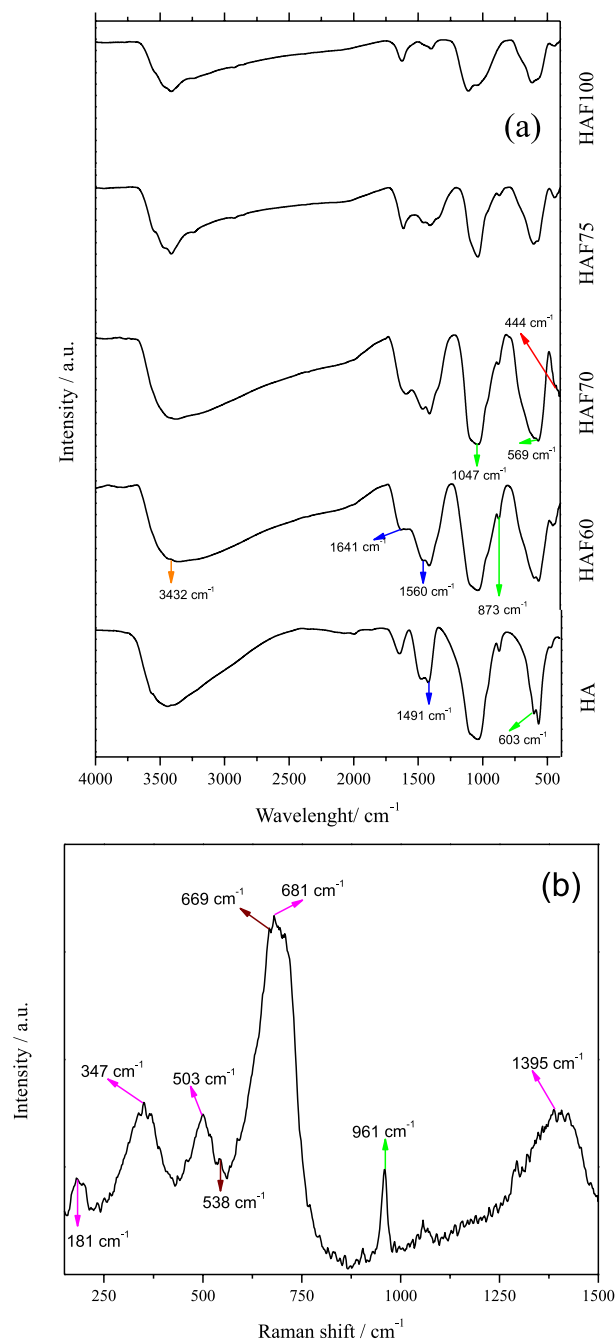 (a)
HAF100
HAF75
HAF70
HAF60
HA
444 cm⁻¹
569 cm⁻¹
1047 cm⁻¹
1641 cm⁻¹
3432 cm⁻¹
1560 cm⁻¹
873 cm⁻¹
1491 cm⁻¹
603 cm⁻¹
Intensity / a.u.
4000 3500 3000 2500 2000 1500 1000 500
Wavelenght/ cm⁻¹
(b)
669 cm⁻¹
681 cm⁻¹
347 cm⁻¹
503 cm⁻¹
1395 cm⁻¹
961 cm⁻¹
538 cm⁻¹
181 cm⁻¹
Intensity / a.u.
250 500 750 1000 1250 1500
Raman shift / cm⁻¹